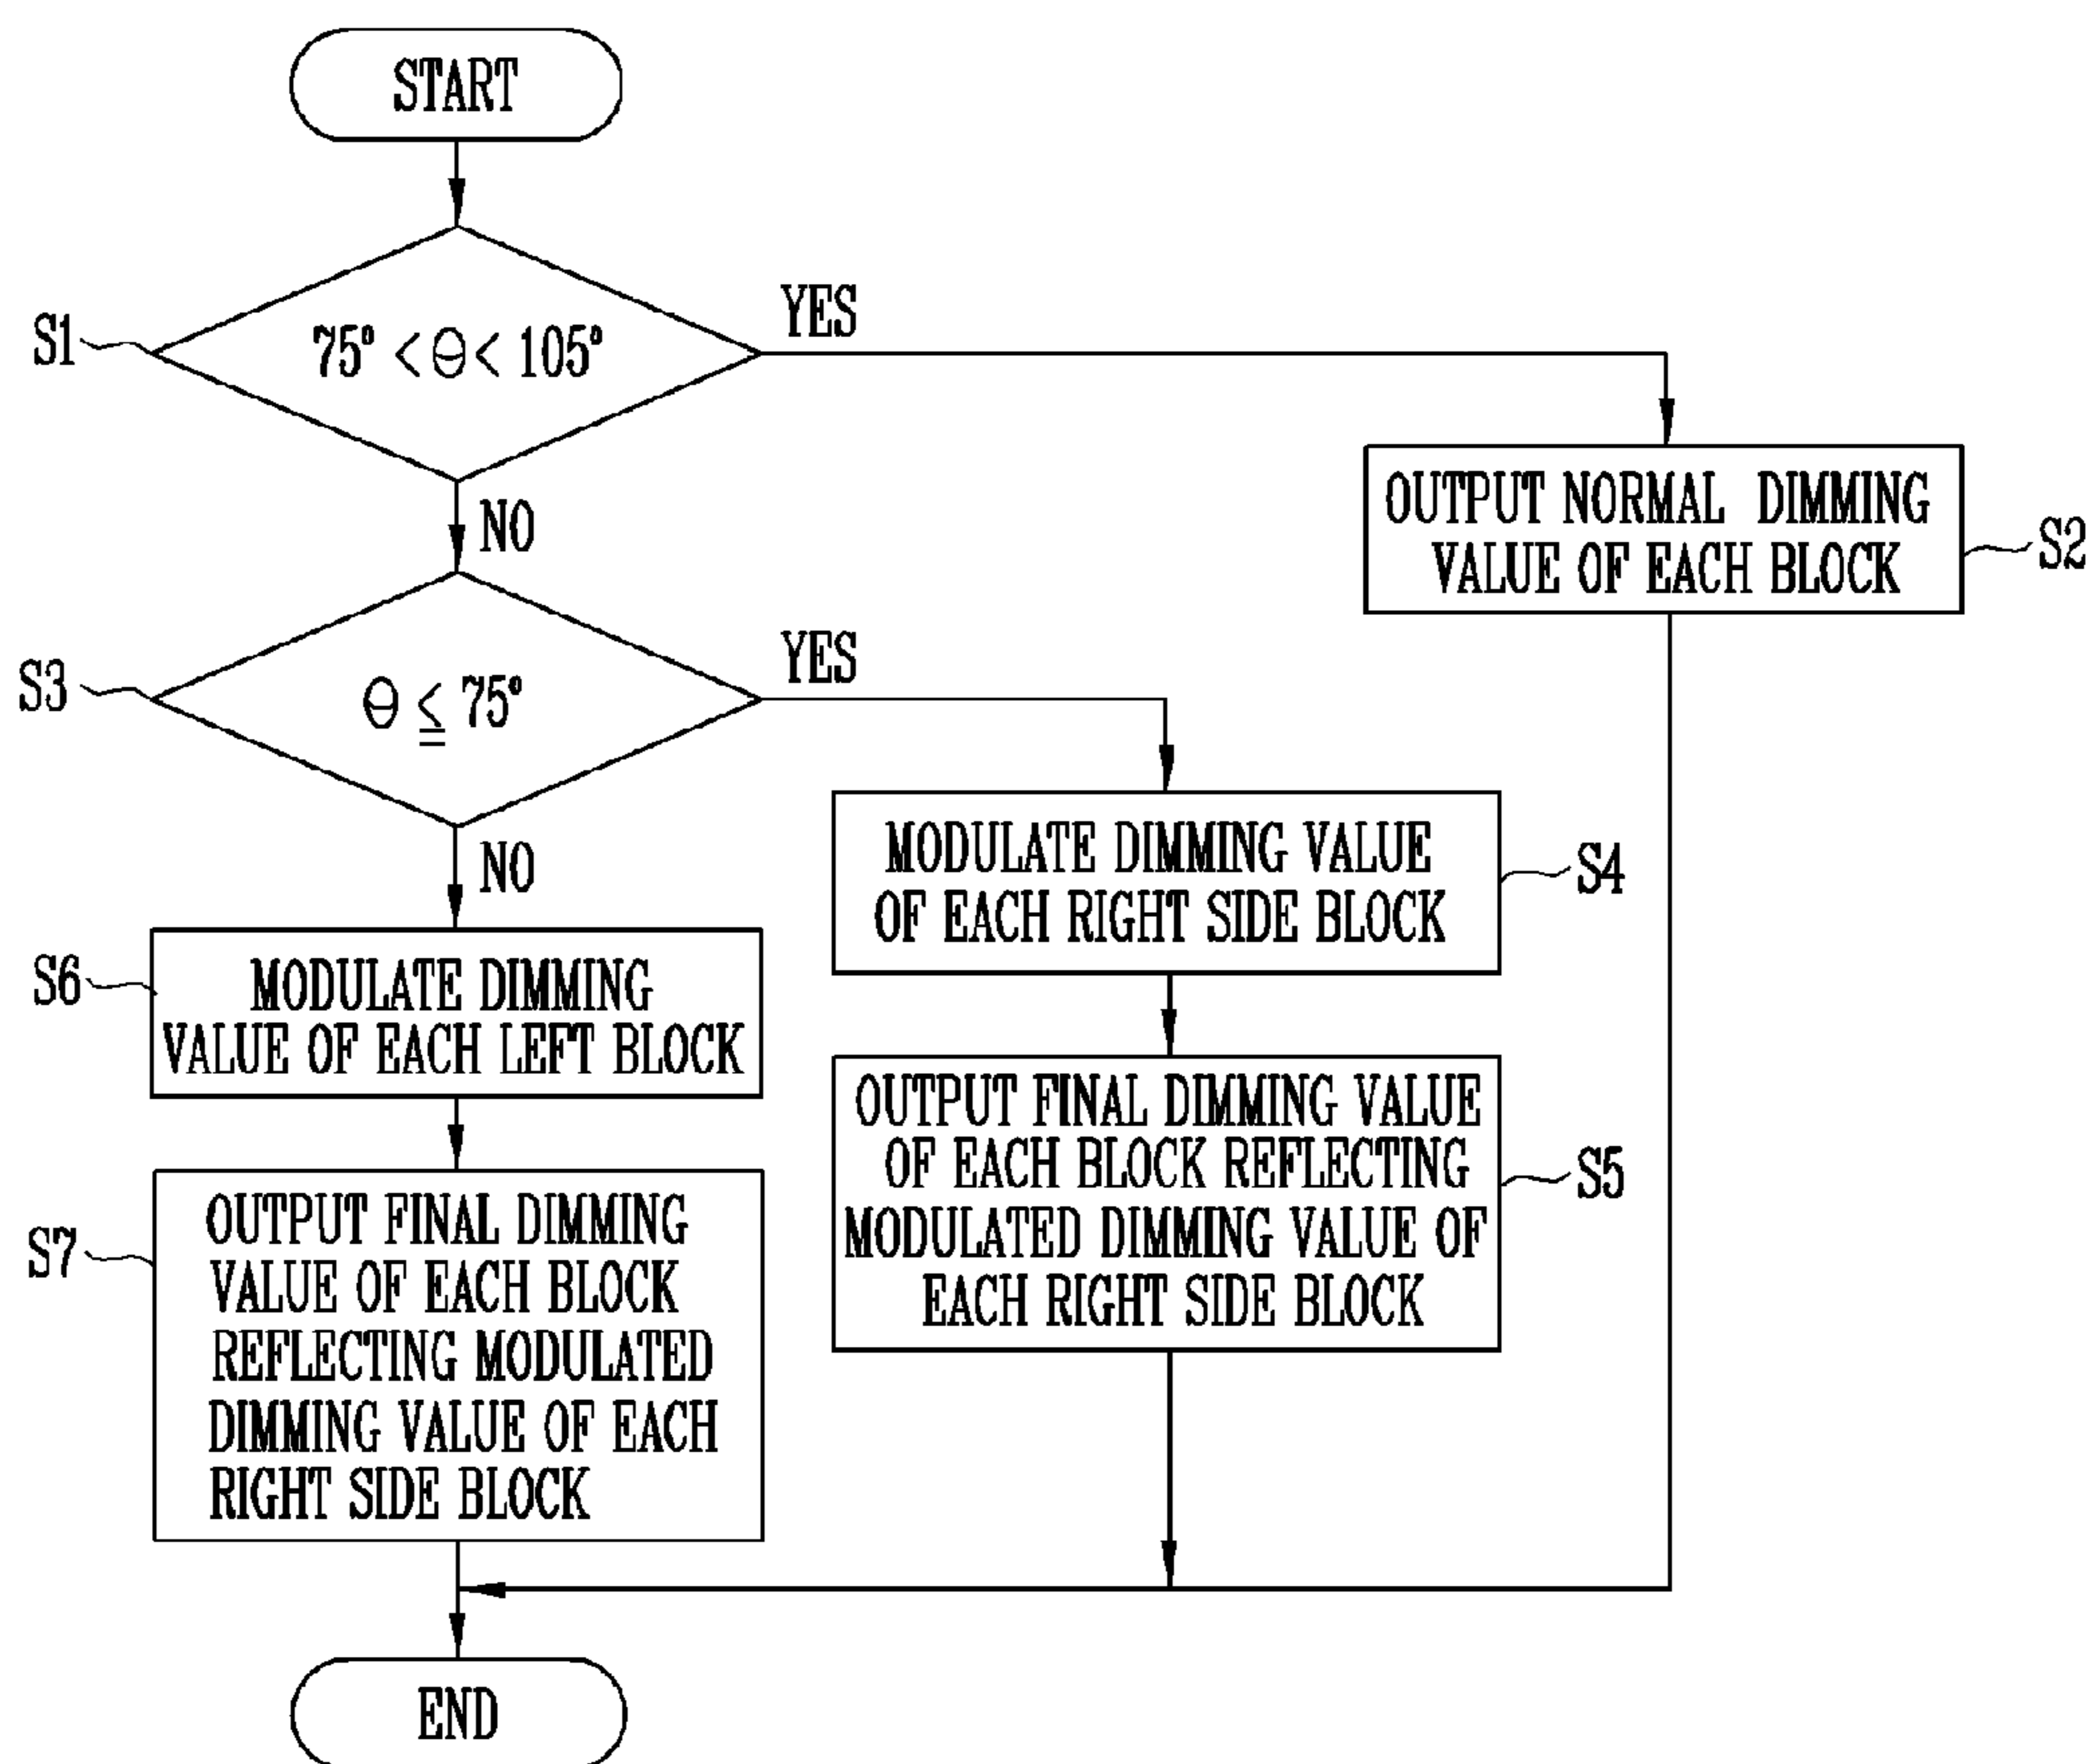 START
S1
75° < θ < 105°
YES
NO
OUTPUT NORMAL DIMMING
VALUE OF EACH BLOCK
S2
S3
θ ≦ 75°
YES
NO
MODULATE DIMMING VALUE
OF EACH RIGHT SIDE BLOCK
S4
S6
MODULATE DIMMING
VALUE OF EACH LEFT BLOCK
OUTPUT FINAL DIMMING VALUE
OF EACH BLOCK REFLECTING
MODULATED DIMMING VALUE OF
EACH RIGHT SIDE BLOCK
S5
S7
OUTPUT FINAL DIMMING
VALUE OF EACH BLOCK
REFLECTING MODULATED
DIMMING VALUE OF EACH
RIGHT SIDE BLOCK
END